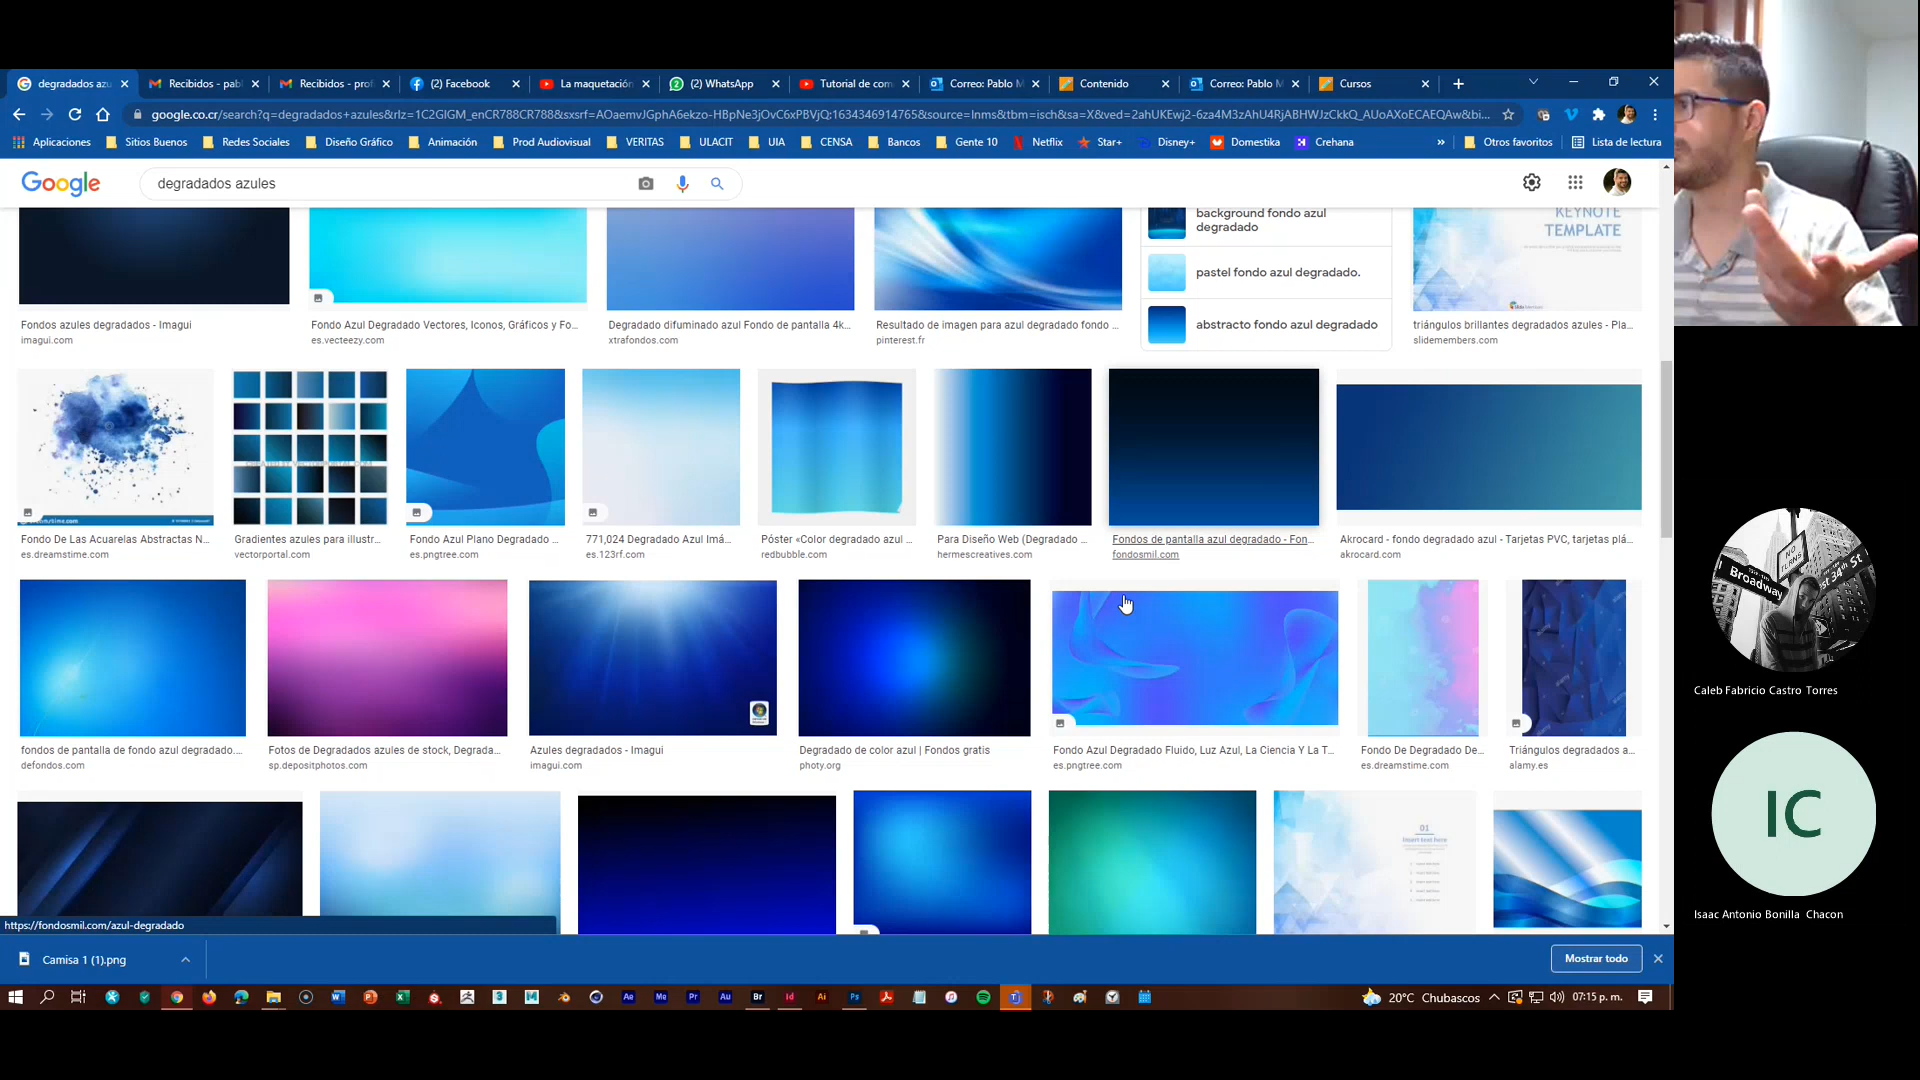 degradados azu
Recibidos - pab
Recibidos - prof
(2) Facebook
La maquetación
(2) WhatsApp
Tutorial de com
Correo: Pablo M
Contenido
Correo: Pablo M
Cursos
google.co.cr/search?q=degradados+azules&rlz=1C2GIGM_enCR788CR788&sxsrf=AOaemvJGphA6ekzo-HBpNe3jOvC6xPBVjQ:1634346914765&source=lnms&tbm=isch&sa=X&ved=2ahUKEwj2-6za4M3zAhU4RjABHWJzCkkQ_AUoAXoECAEQAw&bi...
Aplicaciones
Sitios Buenos
Redes Sociales
Diseño Gráfico
Animación
Prod Audiovisual
VERITAS
ULACIT
UIA
CENSA
Bancos
Gente 10
Netflix
Star+
Disney+
Domestika
Crehana
»
Otros favoritos
Lista de lectura
Google
degradados azules
background fondo azul
degradado
pastel fondo azul degradado.
abstracto fondo azul degradado
KEYNOTE
TEMPLATE
Fondos azules degradados - Imagui
imagui.com
Fondo Azul Degradado Vectores, Iconos, Gráficos y Fo...
es.vecteezy.com
Degradado difuminado azul Fondo de pantalla 4k...
xtrafondos.com
Resultado de imagen para azul degradado fondo ...
pinterest.fr
triángulos brillantes degradados azules - Pla...
slidemembers.com
Fondo De Las Acuarelas Abstractas N...
es.dreamstime.com
Gradientes azules para illustr...
vectorportal.com
Fondo Azul Plano Degradado ...
es.pngtree.com
771,024 Degradado Azul Imá...
es.123rf.com
Póster «Color degradado azul ...
redbubble.com
Para Diseño Web (Degradado ...
hermescreatives.com
Fondos de pantalla azul degradado - Fon...
fondosmil.com
Akrocard - fondo degradado azul - Tarjetas PVC, tarjetas plá...
akrocard.com
fondos de pantalla de fondo azul degradado....
defondos.com
Fotos de Degradados azules de stock, Degrada...
sp.depositphotos.com
Azules degradados - Imagui
imagui.com
Degradado de color azul | Fondos gratis
photy.org
Fondo Azul Degradado Fluido, Luz Azul, La Ciencia Y La T...
es.pngtree.com
Fondo De Degradado De...
es.dreamstime.com
Triángulos degradados a...
alamy.es
01
https://fondosmil.com/azul-degradado
Camisa 1 (1).png
Mostrar todo
20°C Chubascos
07:15 p. m.
NO
TURNS
Broadway
st 34th St
Caleb Fabricio Castro Torres
IC
Isaac Antonio Bonilla Chacon